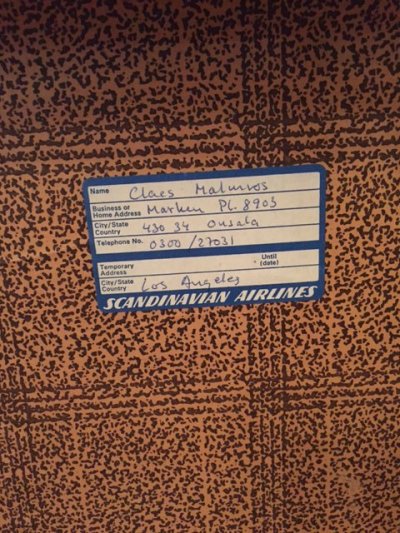 Name Claes Malmros
Business or Home Address Marken Pl. 8903
City/State Country 430 34 Onsala
Telephone No. 0300/27031
Temporary Address Until (date)
City/State Country Los Angeles
SCANDINAVIAN AIRLINES